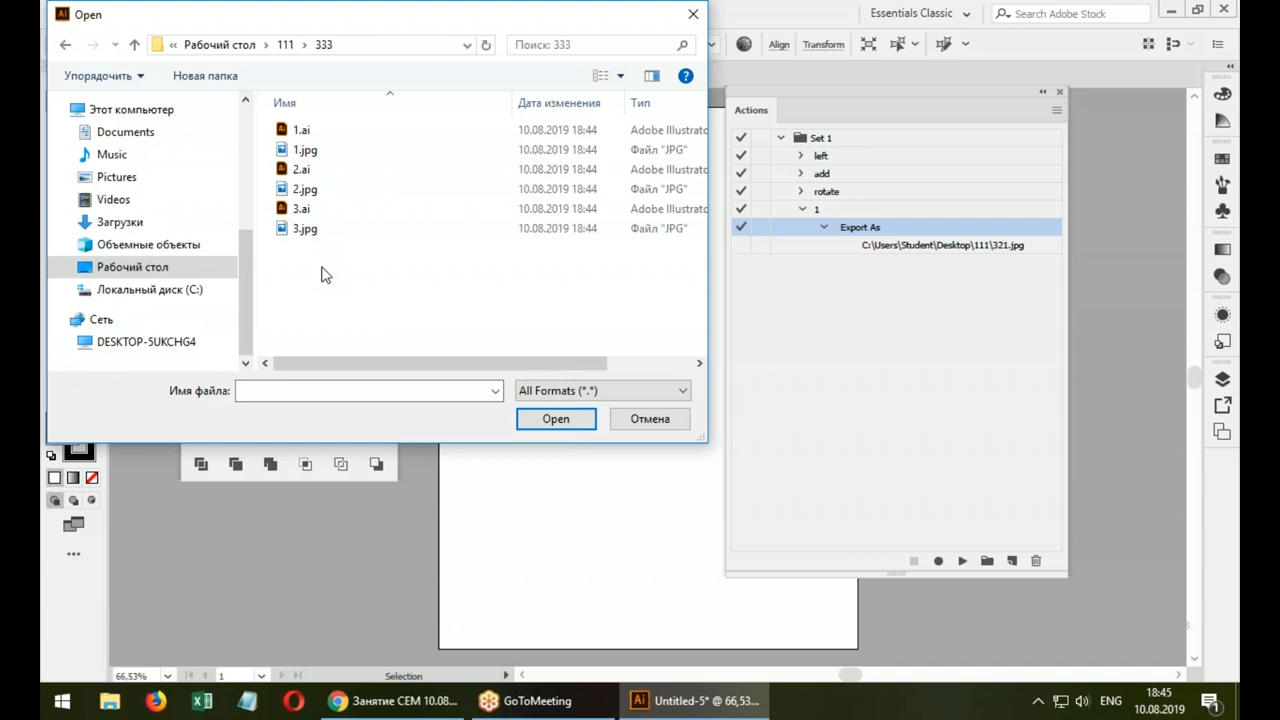 Open
Essentials Classic
Search Adobe Stock
« Рабочий стол › 111 › 333
Поиск: 333
Align
Transform
Упорядочить
Новая папка
Имя
Дата изменения
Тип
Этот компьютер
Documents
Music
Pictures
Videos
Загрузки
Объемные объекты
Рабочий стол
Локальный диск (C:)
Сеть
DESKTOP-5UKCHG4
1.ai 10.08.2019 18:44 Adobe Illustrato
1.jpg 10.08.2019 18:44 Файл "JPG"
2.ai 10.08.2019 18:44 Adobe Illustrato
2.jpg 10.08.2019 18:44 Файл "JPG"
3.ai 10.08.2019 18:44 Adobe Illustrato
3.jpg 10.08.2019 18:44 Файл "JPG"
Имя файла:
All Formats (*.*)
Open
Отмена
Actions
Set 1
left
add
rotate
1
Export As
C:\Users\Student\Desktop\111\321.jpg
66,53%
1
Selection
Занятие СЕМ 10.08...
GoToMeeting
Untitled-5* @ 66,53...
ENG
18:45
10.08.2019
1